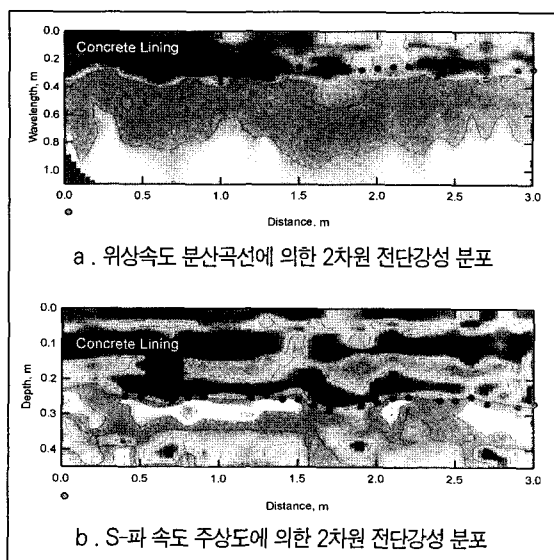 0.0
Concrete Lining
0.2
0.4
0.6
0.8
1.0
Wavelength, m
0.0 0.5 1.0 1.5 2.0 2.5 3.0
Distance, m
a . 위상속도 분산곡선에 의한 2차원 전단강성 분포
0.0
0.1
Concrete Lining
0.2
0.3
0.4
Depth, m
0.0 0.5 1.0 1.5 2.0 2.5 3.0
Distance, m
b . S-파 속도 주상도에 의한 2차원 전단강성 분포